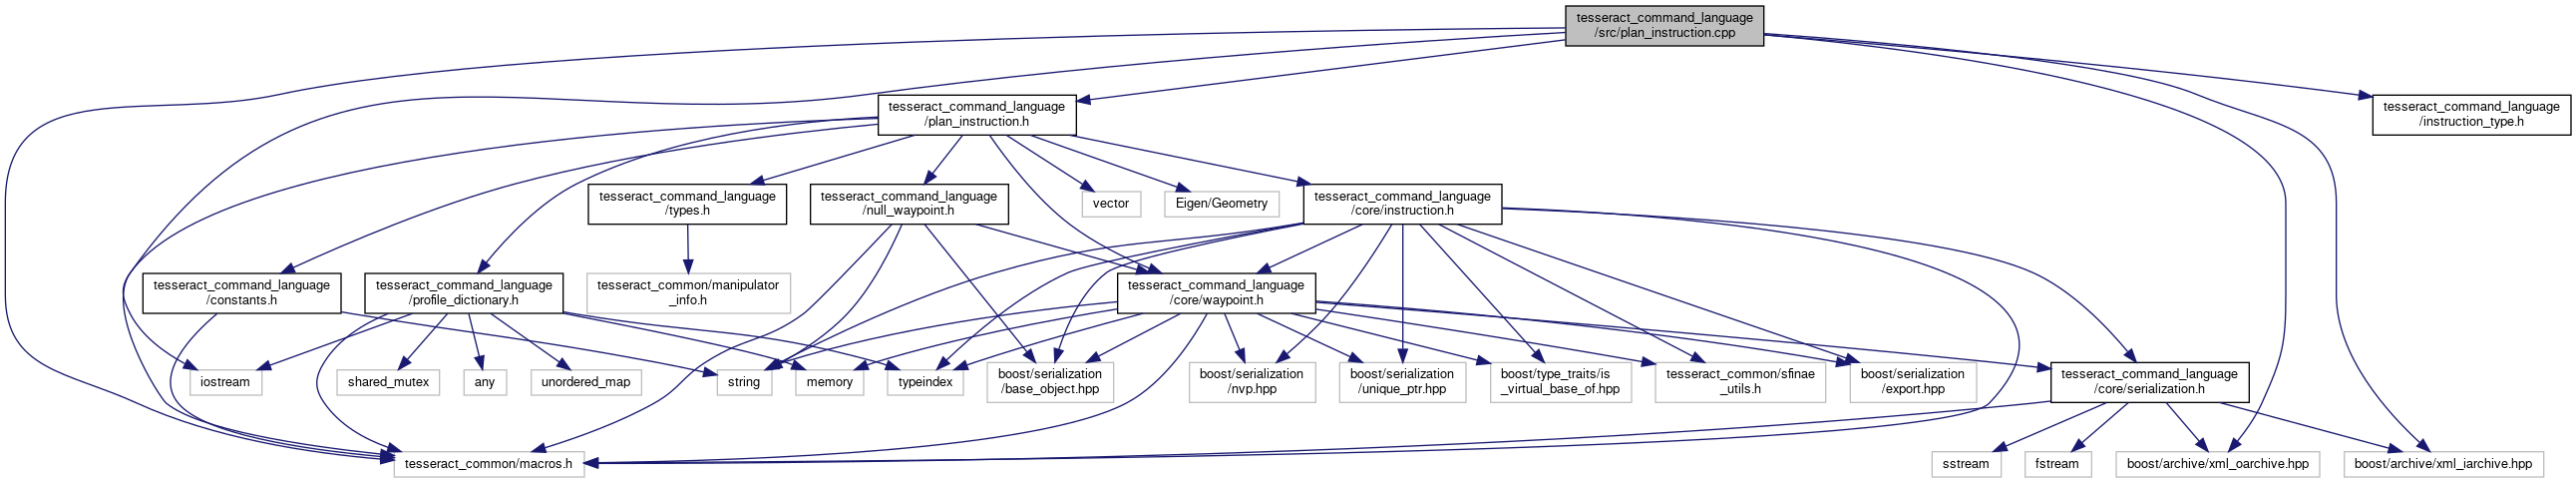 tesseract_command_language
/src/plan_instruction.cpp
tesseract_command_language
/plan_instruction.h
tesseract_command_language
/instruction_type.h
tesseract_command_language
/types.h
tesseract_command_language
/null_waypoint.h
vector
Eigen/Geometry
tesseract_command_language
/core/instruction.h
tesseract_command_language
/constants.h
tesseract_command_language
/profile_dictionary.h
tesseract_common/manipulator
_info.h
tesseract_command_language
/core/waypoint.h
iostream
shared_mutex
any
unordered_map
string
memory
typeindex
boost/serialization
/base_object.hpp
boost/serialization
/nvp.hpp
boost/serialization
/unique_ptr.hpp
boost/type_traits/is
_virtual_base_of.hpp
tesseract_common/sfinae
_utils.h
boost/serialization
/export.hpp
tesseract_command_language
/core/serialization.h
tesseract_common/macros.h
sstream
fstream
boost/archive/xml_oarchive.hpp
boost/archive/xml_iarchive.hpp